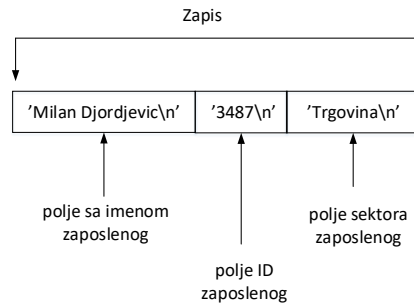 Zapis
’Milan Djordjevic\n’ ’3487\n’ ’Trgovina\n’
polje sa imenom
zaposlenog
polje sektora
zaposlenog
polje ID
zaposlenog